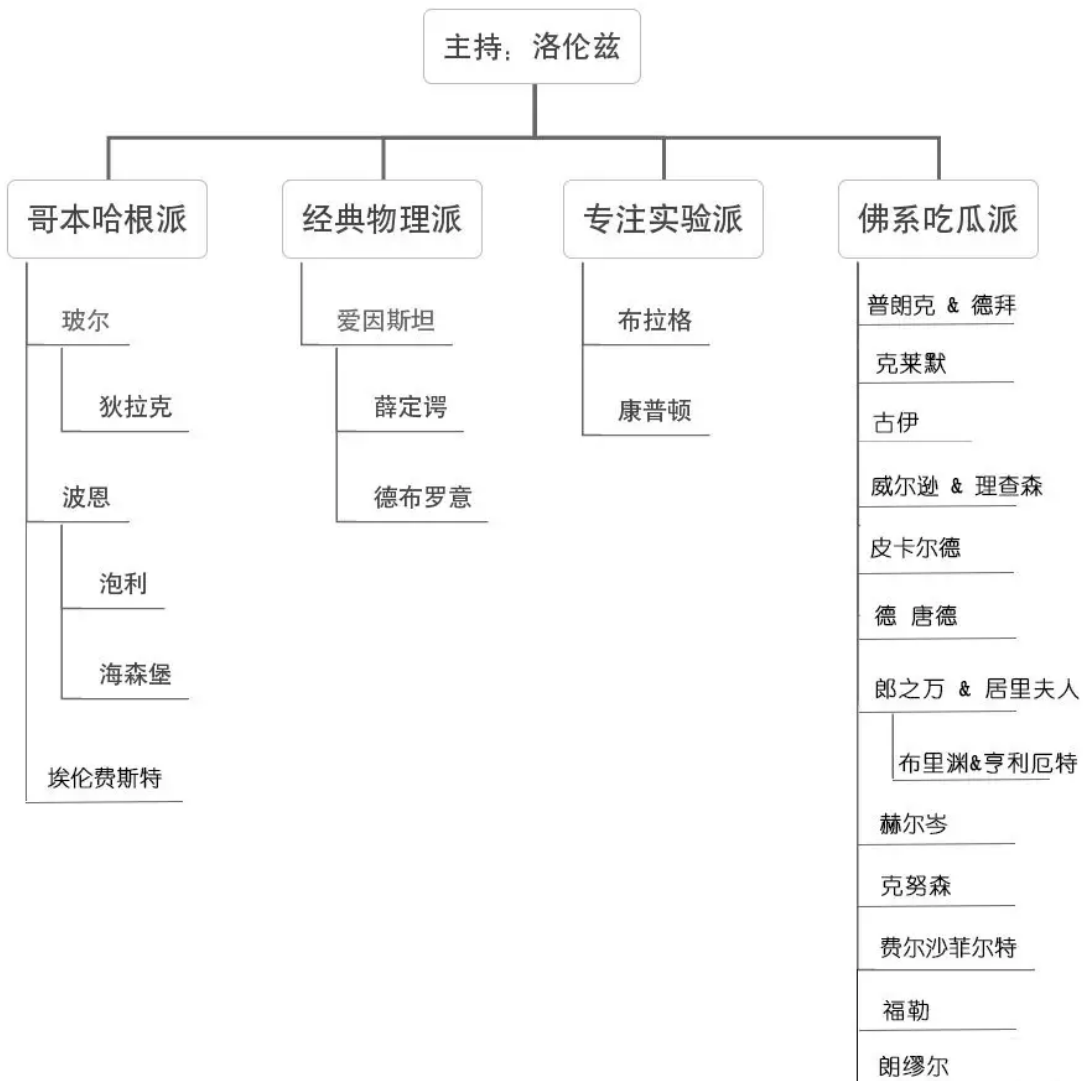 主持：洛伦兹
哥本哈根派
经典物理派
专注实验派
佛系吃瓜派
玻尔
狄拉克
波恩
泡利
海森堡
埃伦费斯特
爱因斯坦
薛定谔
德布罗意
布拉格
康普顿
普朗克 & 德拜
克莱默
古伊
威尔逊 & 理查森
皮卡尔德
德 唐德
郎之万 & 居里夫人
布里渊&亨利厄特
赫尔岑
克努森
费尔沙菲尔特
福勒
朗缪尔